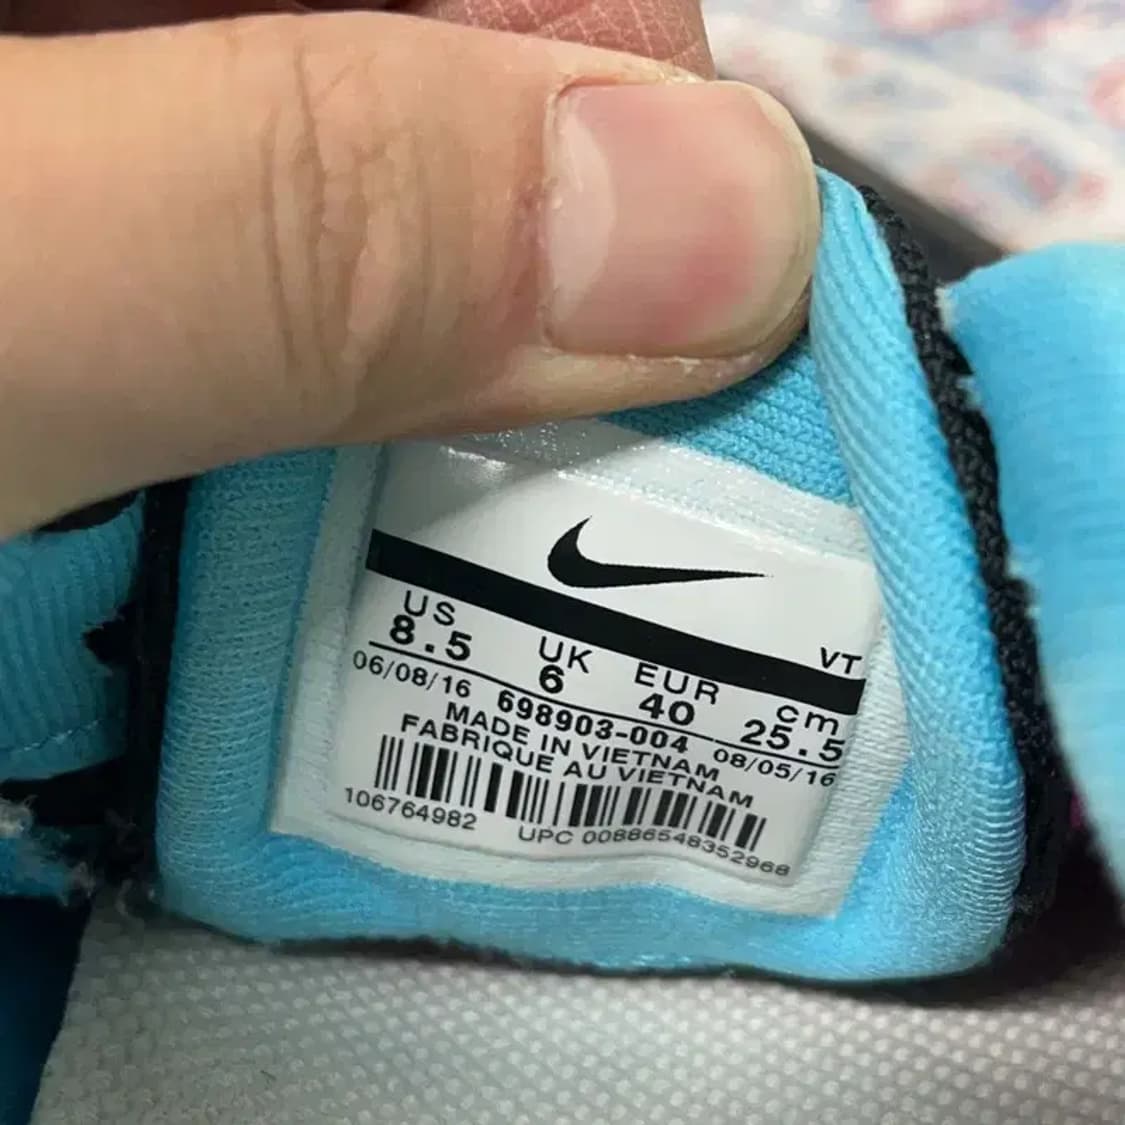 VT
US UK EUR cm
8.5 6 40 25.5
06/08/16 698903-004 08/05/16
MADE IN VIETNAM
FABRIQUE AU VIETNAM
106764982 UPC 00886548352968